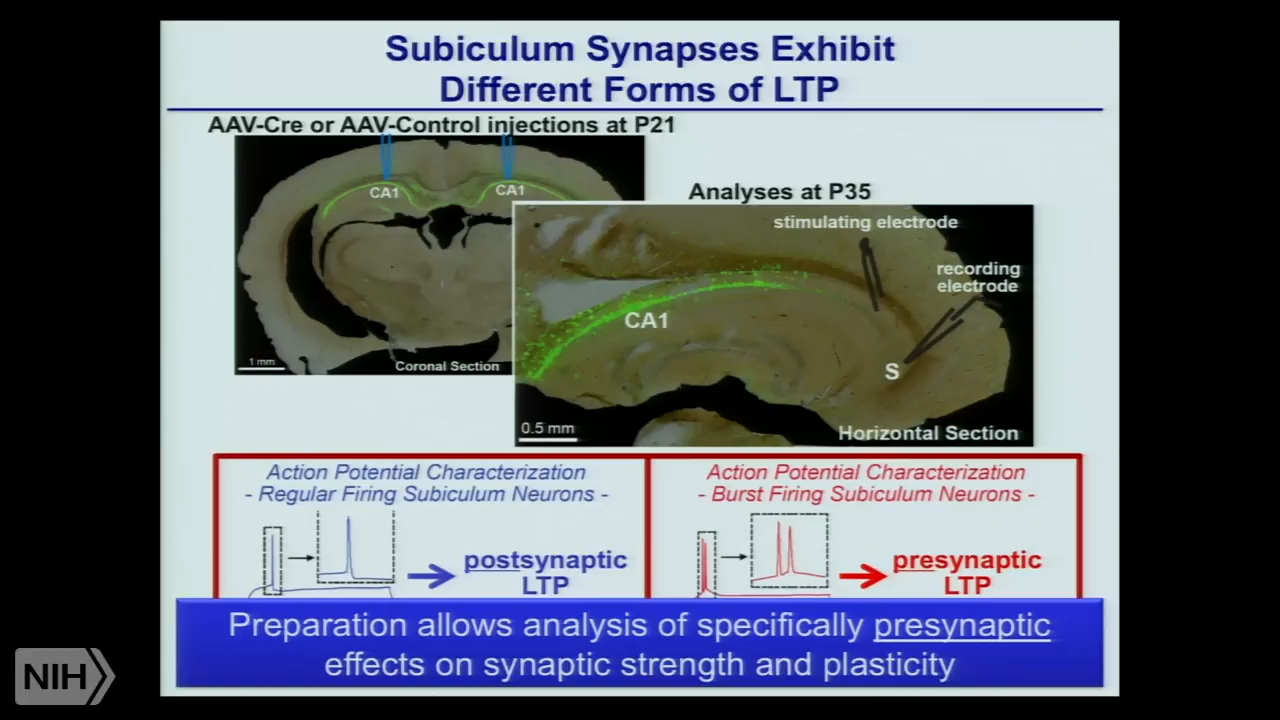 Subiculum Synapses Exhibit
Different Forms of LTP
AAV-Cre or AAV-Control injections at P21
CA1
CA1
1 mm
Coronal Section
Analyses at P35
stimulating electrode
recording
electrode
CA1
S
0.5 mm
Horizontal Section
Action Potential Characterization
- Regular Firing Subiculum Neurons -
postsynaptic
LTP
Action Potential Characterization
- Burst Firing Subiculum Neurons -
presynaptic
LTP
Preparation allows analysis of specifically presynaptic
effects on synaptic strength and plasticity
NIH